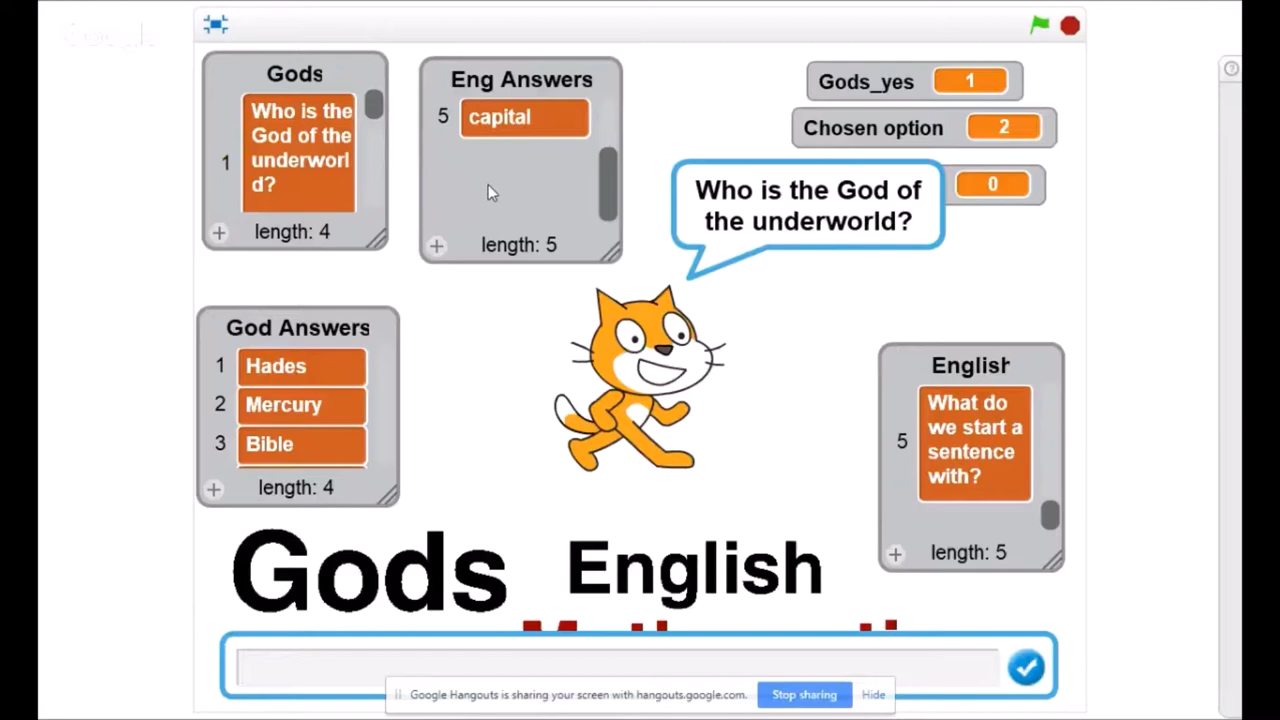 Google
Gods
1
Who is the
God of the
underworl
d?
+
length: 4
Eng Answers
5
capital
+
length: 5
Gods_yes
1
Chosen option
2
0
Who is the God of
the underworld?
God Answers
1
Hades
2
Mercury
3
Bible
+
length: 4
English
5
What do
we start a
sentence
with?
+
length: 5
Gods
English
Google Hangouts is sharing your screen with hangouts.google.com.
Stop sharing
Hide